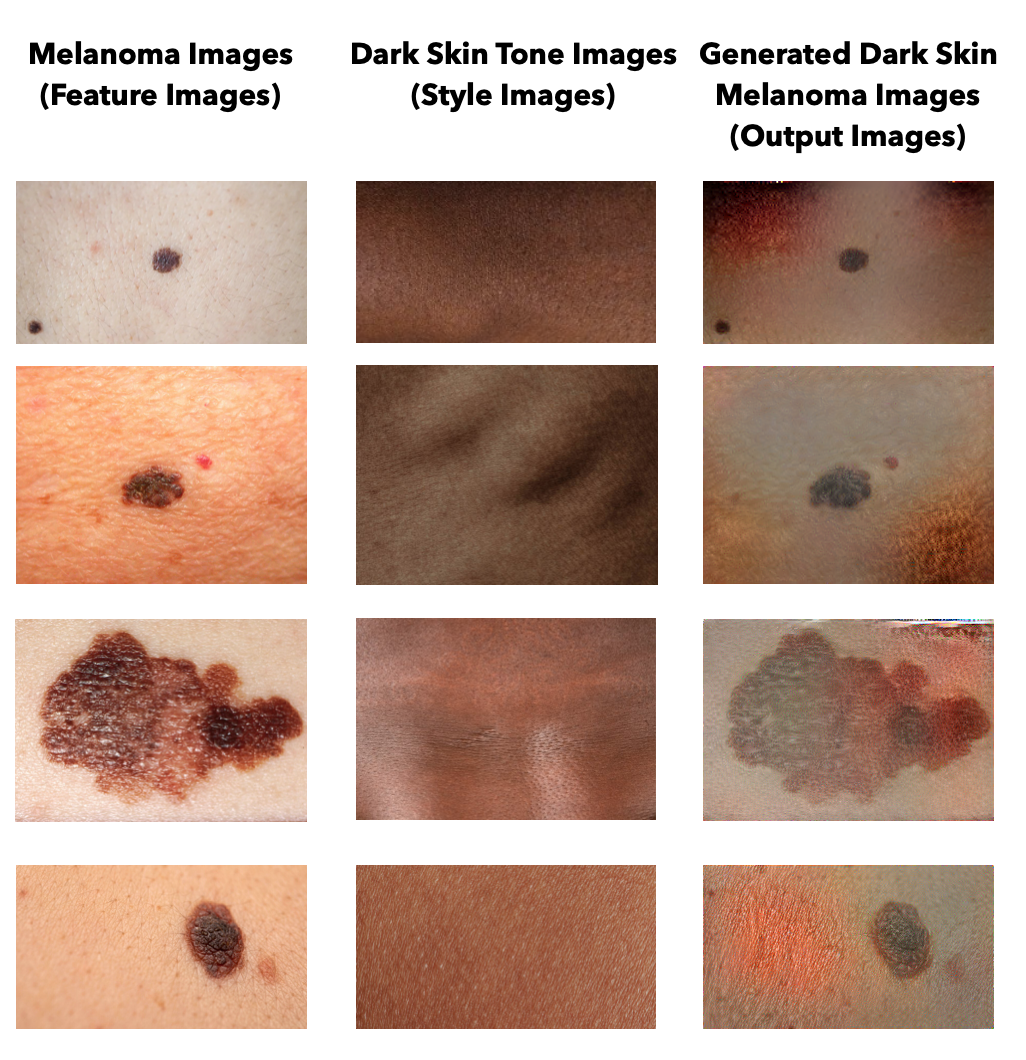 Melanoma Images
(Feature Images)
Dark Skin Tone Images
(Style Images)
Generated Dark Skin
Melanoma Images
(Output Images)